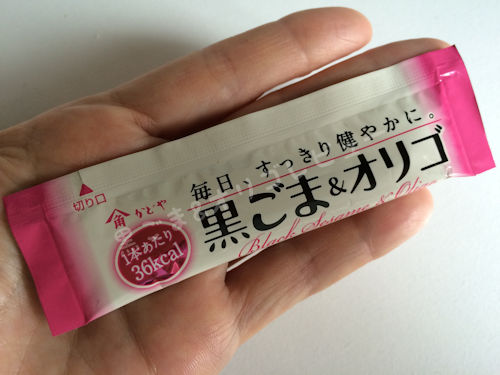 毎日、すっきり健やかに。
黒ごま&オリゴ
Black Sesame & Oligo
切り口
かどや
1本あたり
36kcal